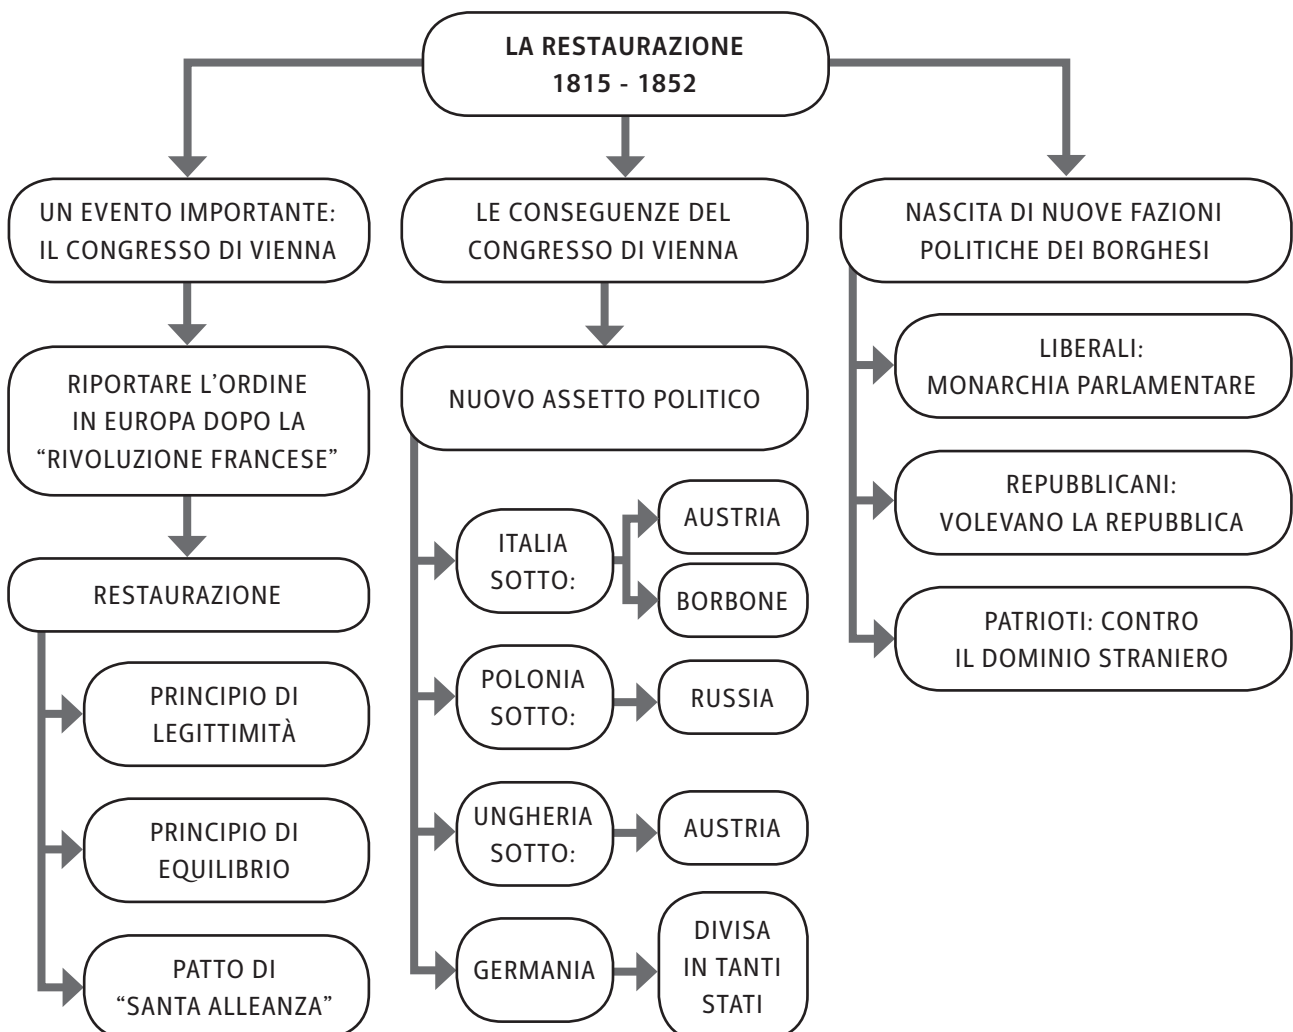 LA RESTAURAZIONE
1815 - 1852
UN EVENTO IMPORTANTE:
IL CONGRESSO DI VIENNA
RIPORTARE L'ORDINE
IN EUROPA DOPO LA
“RIVOLUZIONE FRANCESE”
RESTAURAZIONE
PRINCIPIO DI
LEGITTIMITÀ
PRINCIPIO DI
EQUILIBRIO
PATTO DI
“SANTA ALLEANZA”
LE CONSEGUENZE DEL
CONGRESSO DI VIENNA
NUOVO ASSETTO POLITICO
ITALIA
SOTTO:
AUSTRIA
BORBONE
POLONIA
SOTTO:
RUSSIA
UNGHERIA
SOTTO:
AUSTRIA
GERMANIA
DIVISA
IN TANTI
STATI
NASCITA DI NUOVE FAZIONI
POLITICHE DEI BORGHESI
LIBERALI:
MONARCHIA PARLAMENTARE
REPUBBLICANI:
VOLEVANO LA REPUBBLICA
PATRIOTI: CONTRO
IL DOMINIO STRANIERO